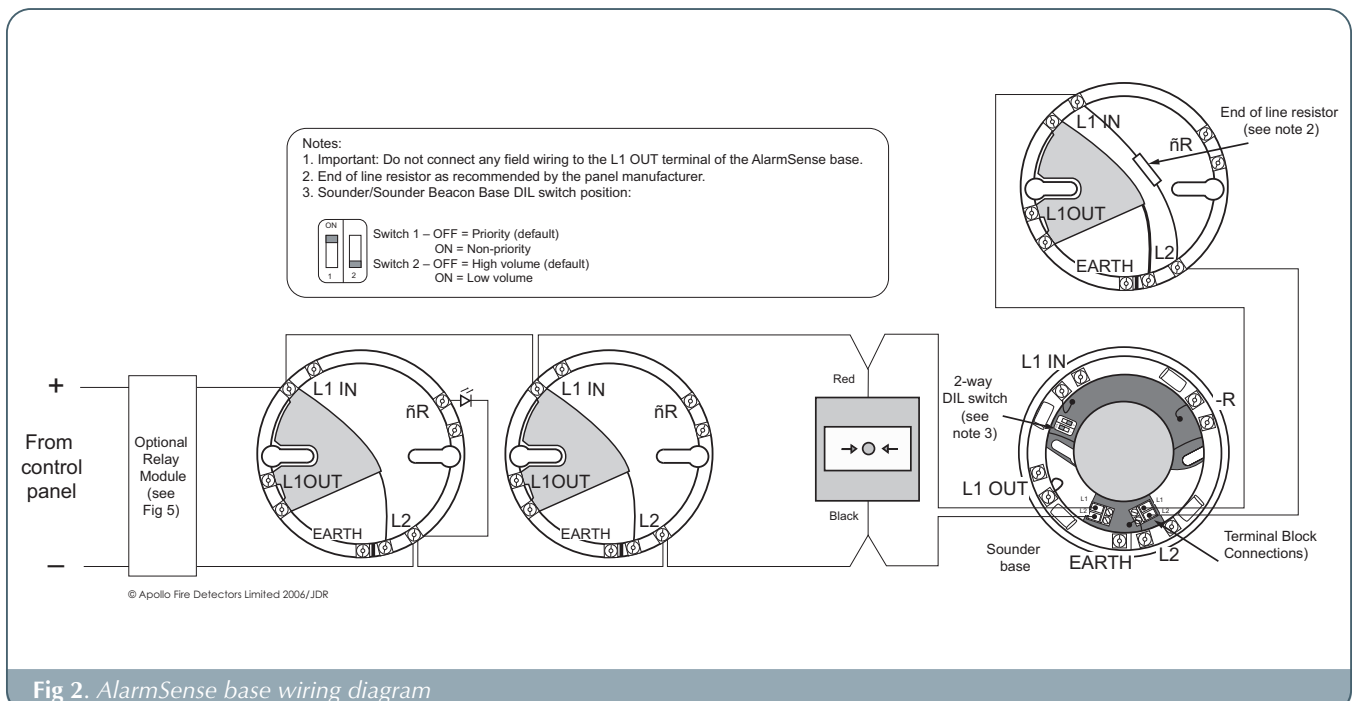 Notes:
1. Important: Do not connect any field wiring to the L1 OUT terminal of the AlarmSense base.
2. End of line resistor as recommended by the panel manufacturer.
3. Sounder/Sounder Beacon Base DIL switch position:
ON
1 2
Switch 1 – OFF = Priority (default)
ON = Non-priority
Switch 2 – OFF = High volume (default)
ON = Low volume
L1 IN
ñR
L1OUT
EARTH
L2
End of line resistor
(see note 2)
+
From
control
panel
–
Optional
Relay
Module
(see
Fig 5)
L1 IN
ñR
L1OUT
EARTH
L2
L1 IN
ñR
L1OUT
EARTH
L2
Red
Black
L1 IN
2-way
DIL switch
(see
note 3)
-R
L1 OUT
L1
L2
L1
L2
Sounder
base
EARTH
L2
Terminal Block
Connections)
© Apollo Fire Detectors Limited 2006/JDR
Fig 2. AlarmSense base wiring diagram